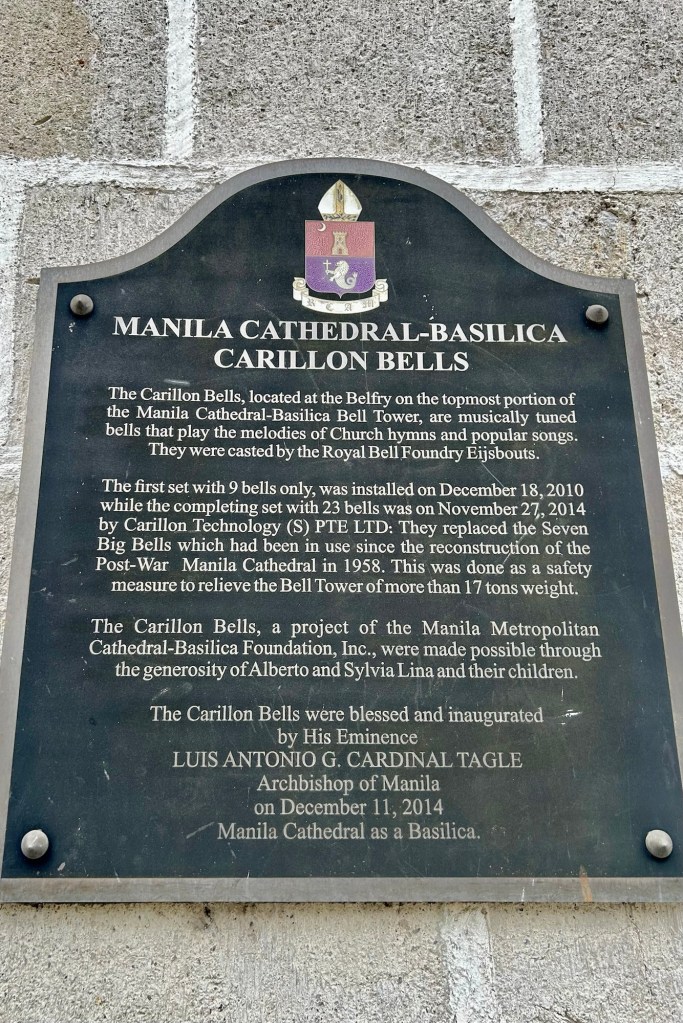 R C A M
MANILA CATHEDRAL-BASILICA
CARILLON BELLS
The Carillon Bells, located at the Belfry on the topmost portion of
the Manila Cathedral-Basilica Bell Tower, are musically tuned
bells that play the melodies of Church hymns and popular songs.
They were casted by the Royal Bell Foundry Eijsbouts.
The first set with 9 bells only, was installed on December 18, 2010
while the completing set with 23 bells was on November 27, 2014
by Carillon Technology (S) PTE LTD: They replaced the Seven
Big Bells which had been in use since the reconstruction of the
Post-War Manila Cathedral in 1958. This was done as a safety
measure to relieve the Bell Tower of more than 17 tons weight.
The Carillon Bells, a project of the Manila Metropolitan
Cathedral-Basilica Foundation, Inc., were made possible through
the generosity of Alberto and Sylvia Lina and their children.
The Carillon Bells were blessed and inaugurated
by His Eminence
LUIS ANTONIO G. CARDINAL TAGLE
Archbishop of Manila
on December 11, 2014
Manila Cathedral as a Basilica.